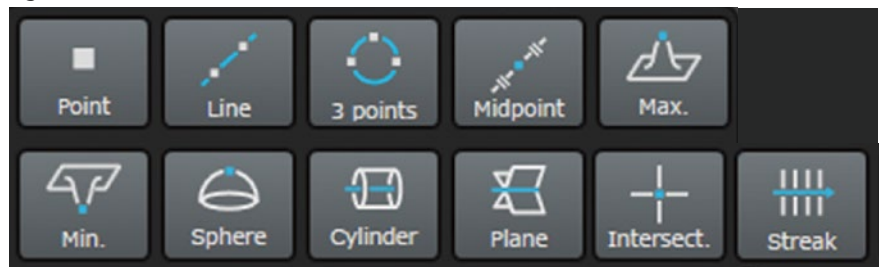 Point
Line
3 points
Midpoint
Max.
Min.
Sphere
Cylinder
Plane
Intersect.
Streak